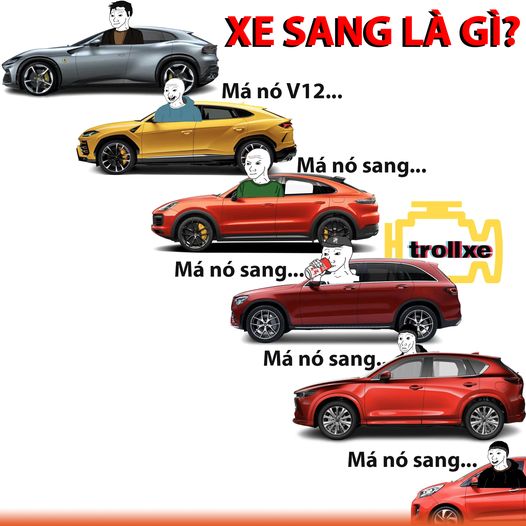 XE SANG LÀ GÌ?
Má nó V12...
Má nó sang...
trollxe
Má nó sang...
Má nó sang...
Má nó sang...